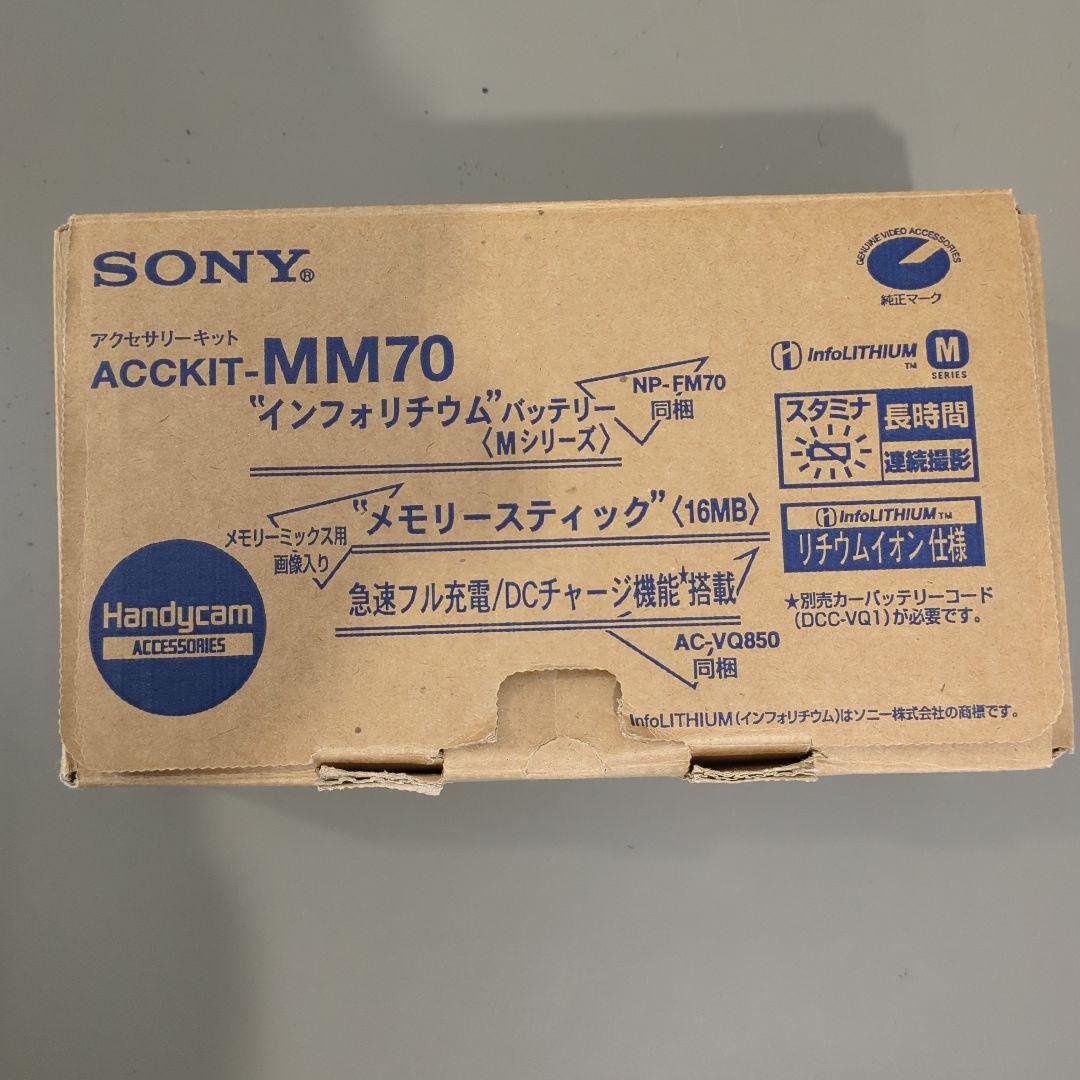 SONY®
アクセサリーキット
ACCKIT-MM70
"インフォリチウム"バッテリー
〈Mシリーズ〉
NP-FM70
同梱
"メモリースティック"〈16MB〉
メモリーミックス用
画像入り
急速フル充電/DCチャージ機能★搭載
AC-VQ850
同梱
Handycam
ACCESSORIES
GENUINE VIDEO ACCESSORIES
純正マーク
InfoLITHIUM™
M
SERIES
スタミナ
長時間
連続撮影
InfoLITHIUM™
リチウムイオン仕様
★別売カーバッテリーコード
(DCC-VQ1)が必要です。
InfoLITHIUM(インフォリチウム)はソニー株式会社の商標です。